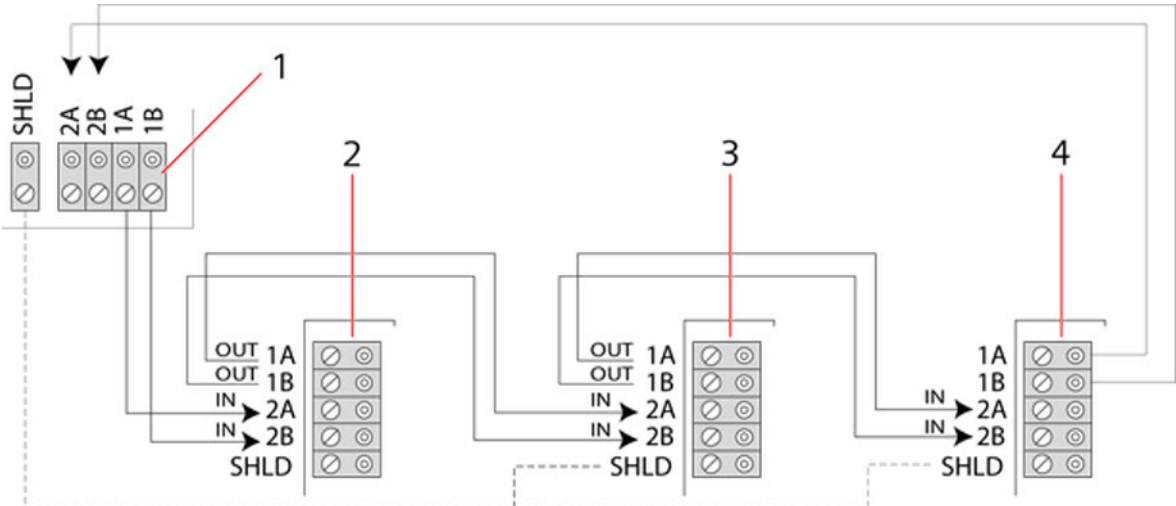 1
SHLD
2A
2B
1A
1B
2
3
4
OUT 1A
OUT 1B
IN 2A
IN 2B
SHLD
OUT 1A
OUT 1B
IN 2A
IN 2B
SHLD
1A
1B
IN 2A
IN 2B
SHLD